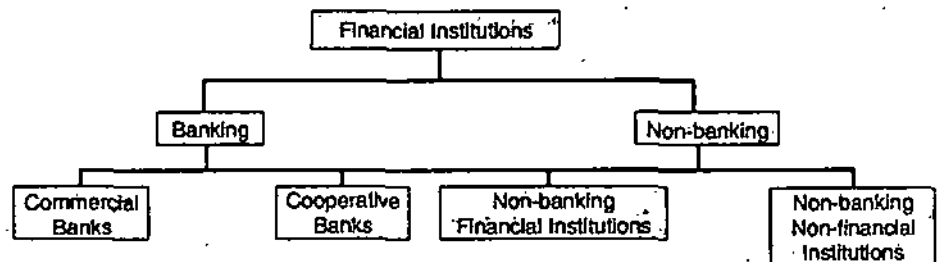 Financial Institutions
Banking
Non-banking
Commercial
Banks
Cooperative
Banks
Non-banking
Financial Institutions
Non-banking
Non-financial
Institutions